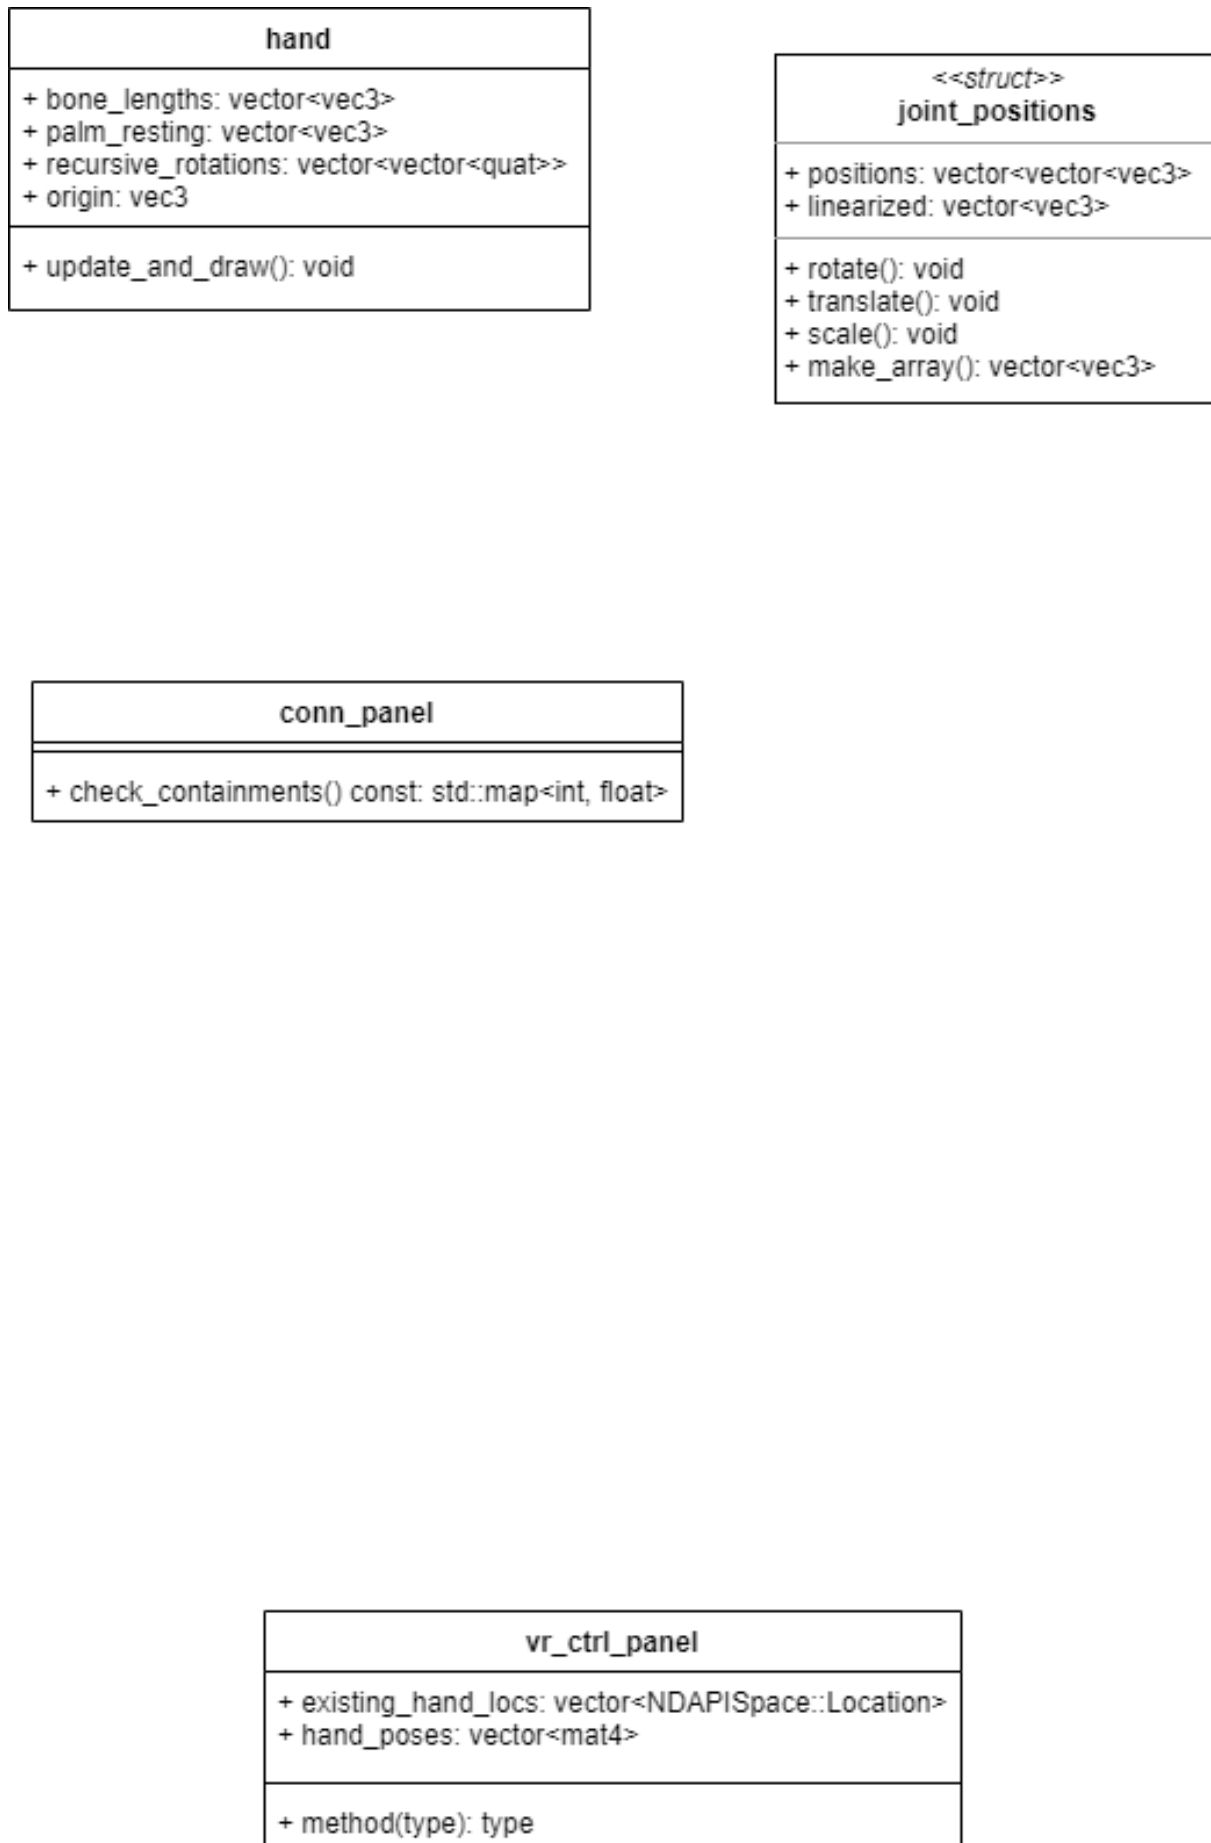 hand
+ bone_lengths: vector<vec3>
+ palm_resting: vector<vec3>
+ recursive_rotations: vector<vector<quat>>
+ origin: vec3
+ update_and_draw(): void
<<struct>>
joint_positions
+ positions: vector<vector<vec3>
+ linearized: vector<vec3>
+ rotate(): void
+ translate(): void
+ scale(): void
+ make_array(): vector<vec3>
conn_panel
+ check_containments() const: std::map<int, float>
vr_ctrl_panel
+ existing_hand_locs: vector<NDAPISpace::Location>
+ hand_poses: vector<mat4>
+ method(type): type